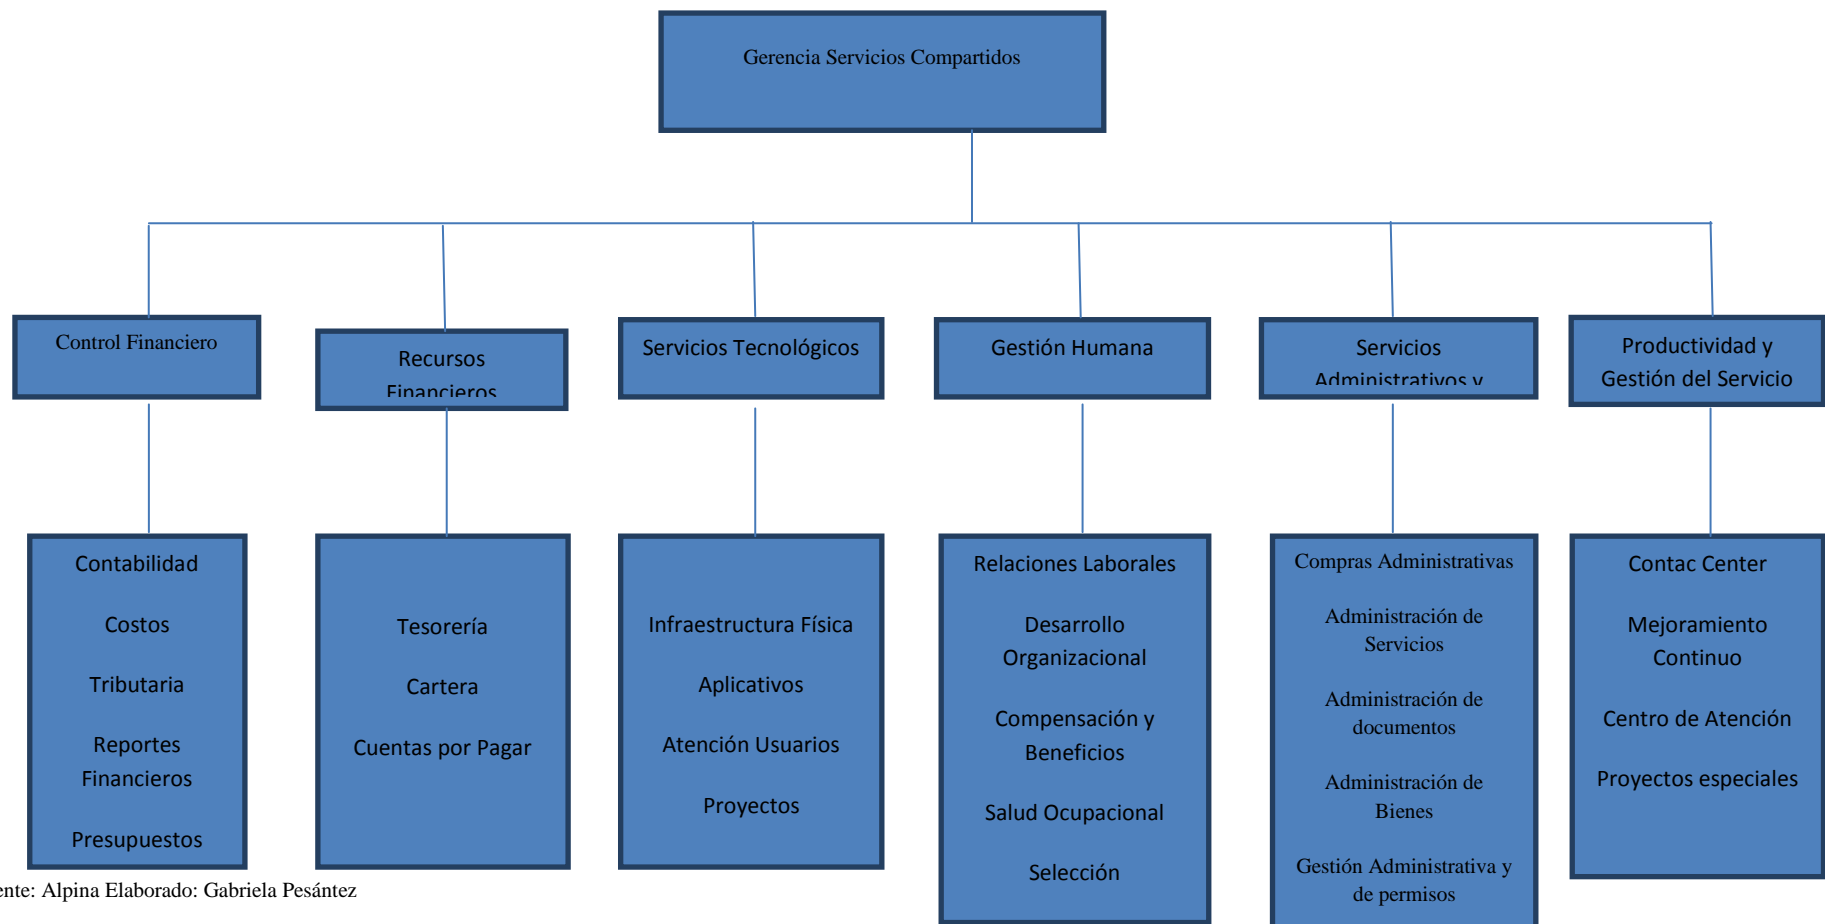 Gerencia Servicios Compartidos
Control Financiero
Recursos
Financieros
Servicios Tecnológicos
Gestión Humana
Servicios
Administrativos y
Productividad y
Gestión del Servicio
Contabilidad
Costos
Tributaria
Reportes
Financieros
Presupuestos
Tesorería
Cartera
Cuentas por Pagar
Infraestructura Física
Aplicativos
Atención Usuarios
Proyectos
Relaciones Laborales
Desarrollo
Organizacional
Compensación y
Beneficios
Salud Ocupacional
Selección
Compras Administrativas
Administración de
Servicios
Administración de
documentos
Administración de
Bienes
Gestión Administrativa y
de permisos
Contac Center
Mejoramiento
Continuo
Centro de Atención
Proyectos especiales
ente: Alpina Elaborado: Gabriela Pesántez